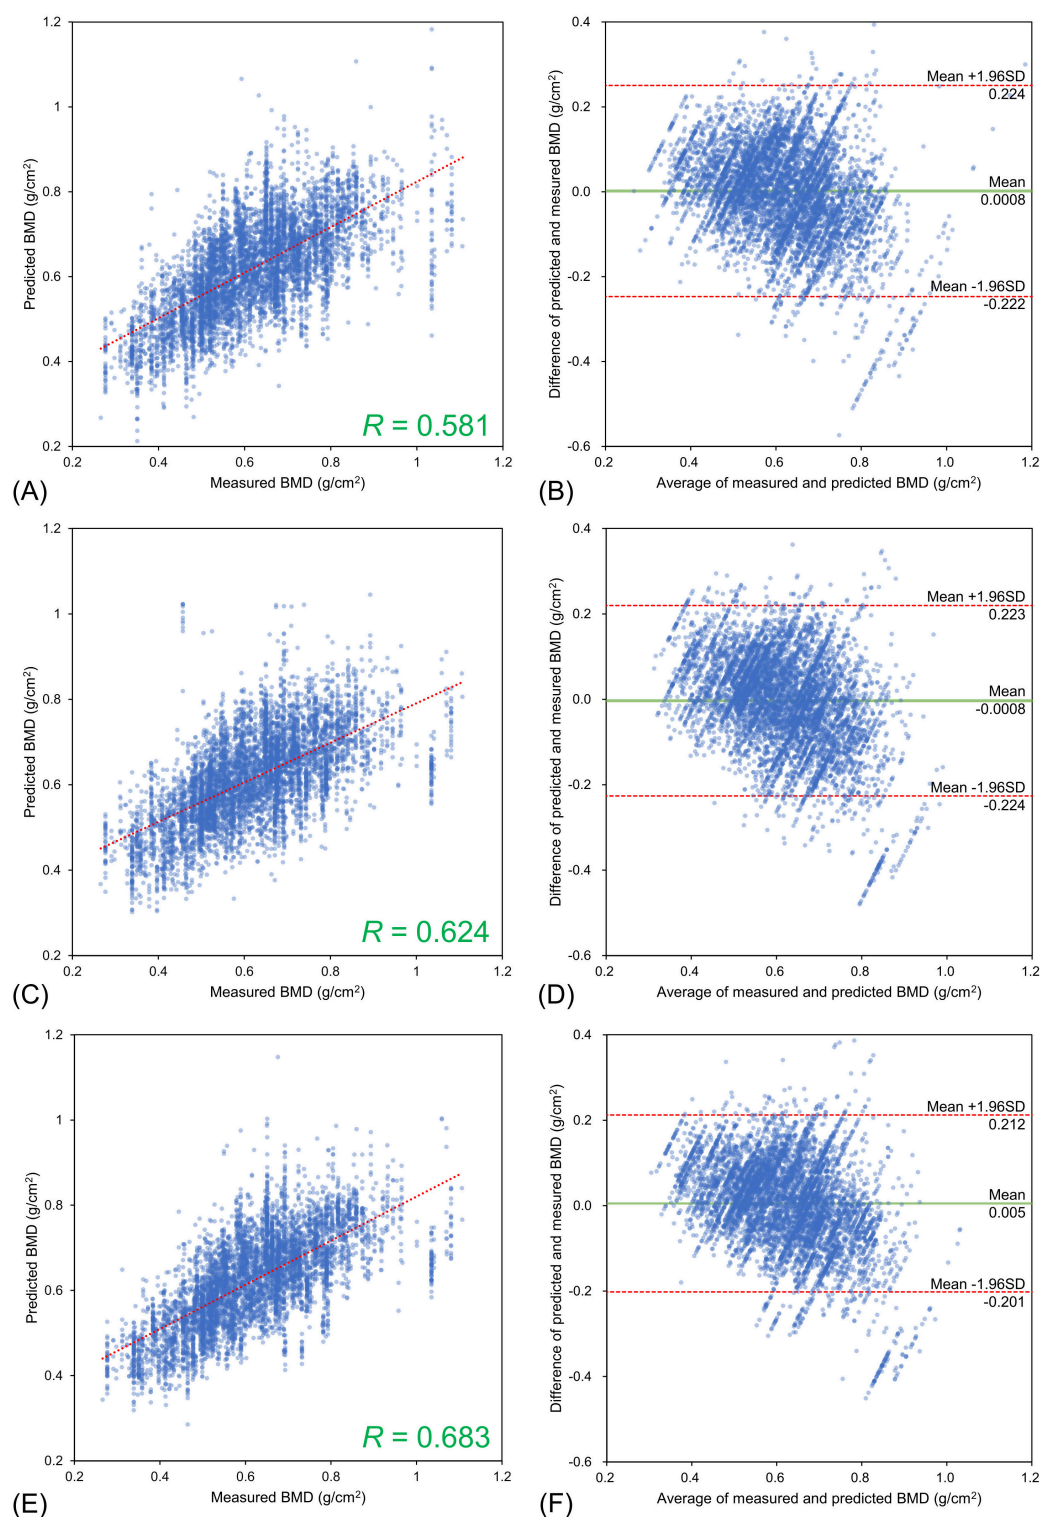 1.2
1
0.8
0.6
0.4
0.2
Predicted BMD (g/cm²)
R = 0.581
0.2 0.4 0.6 0.8 1 1.2
Measured BMD (g/cm²)
(A)
0.4
0.2
0.0
-0.2
-0.4
-0.6
Difference of predicted and mesured BMD (g/cm²)
Mean +1.96SD
0.224
Mean
0.0008
Mean -1.96SD
-0.222
0.2 0.4 0.6 0.8 1.0 1.2
Average of measured and predicted BMD (g/cm²)
(B)
1.2
1
0.8
0.6
0.4
0.2
Predicted BMD (g/cm²)
R = 0.624
0.2 0.4 0.6 0.8 1 1.2
Measured BMD (g/cm²)
(C)
0.4
0.2
0.0
-0.2
-0.4
-0.6
Difference of predicted and mesured BMD (g/cm²)
Mean +1.96SD
0.223
Mean
-0.0008
Mean -1.96SD
-0.224
0.2 0.4 0.6 0.8 1.0 1.2
Average of measured and predicted BMD (g/cm²)
(D)
1.2
1
0.8
0.6
0.4
0.2
Predicted BMD (g/cm²)
R = 0.683
0.2 0.4 0.6 0.8 1 1.2
Measured BMD (g/cm²)
(E)
0.4
0.2
0.0
-0.2
-0.4
-0.6
Difference of predicted and mesured BMD (g/cm²)
Mean +1.96SD
0.212
Mean
0.005
Mean -1.96SD
-0.201
0.2 0.4 0.6 0.8 1.0 1.2
Average of measured and predicted BMD (g/cm²)
(F)